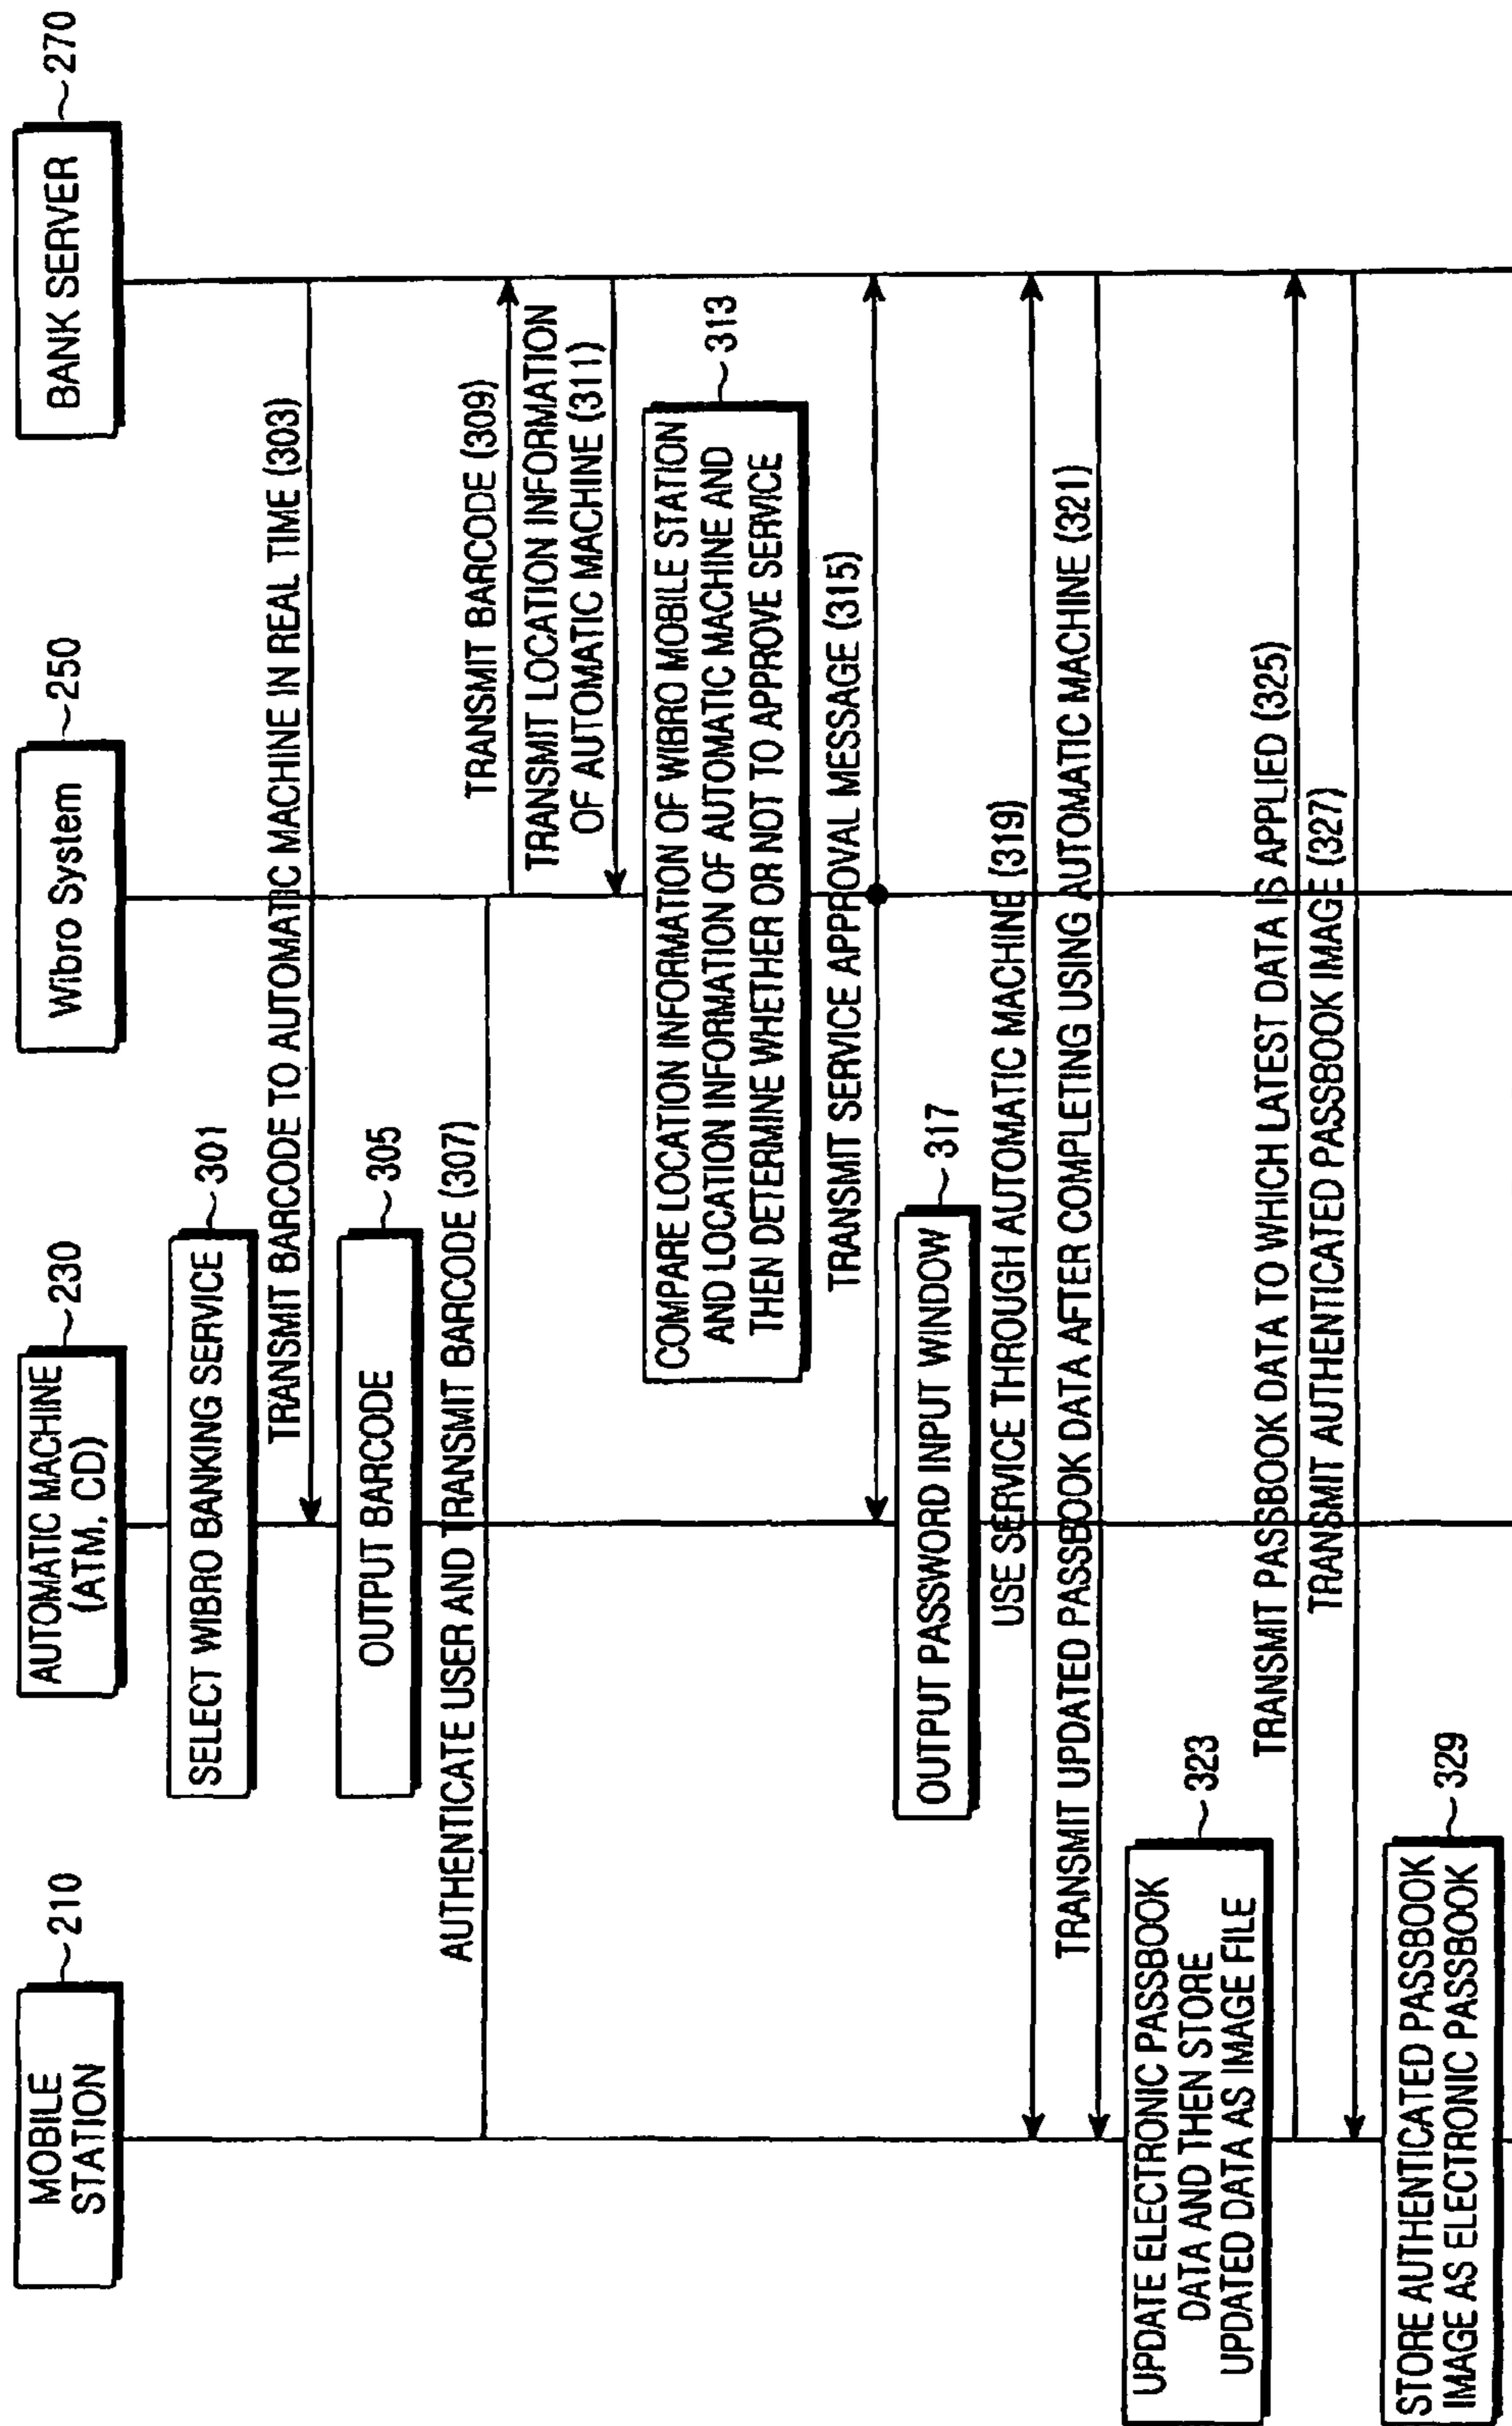 MOBILE
STATION
~210
AUTOMATIC MACHINE
(ATM, CD)
~230
Wibro System
~250
BANK SERVER
~270
SELECT WIBRO BANKING SERVICE
~301
TRANSMIT BARCODE TO AUTOMATIC MACHINE IN REAL TIME (303)
OUTPUT BARCODE
~305
AUTHENTICATE USER AND TRANSMIT BARCODE (307)
TRANSMIT BARCODE (309)
TRANSMIT LOCATION INFORMATION
OF AUTOMATIC MACHINE (311)
COMPARE LOCATION INFORMATION OF WIBRO MOBILE STATION
AND LOCATION INFORMATION OF AUTOMATIC MACHINE AND
THEN DETERMINE WHETHER OR NOT TO APPROVE SERVICE
~313
TRANSMIT SERVICE APPROVAL MESSAGE (315)
OUTPUT PASSWORD INPUT WINDOW
~317
USE SERVICE THROUGH AUTOMATIC MACHINE (319)
TRANSMIT UPDATED PASSBOOK DATA AFTER COMPLETING USING AUTOMATIC MACHINE (321)
UPDATE ELECTRONIC PASSBOOK
DATA AND THEN STORE
UPDATED DATA AS IMAGE FILE
~323
TRANSMIT PASSBOOK DATA TO WHICH LATEST DATA IS APPLIED (325)
TRANSMIT AUTHENTICATED PASSBOOK IMAGE (327)
STORE AUTHENTICATED PASSBOOK
IMAGE AS ELECTRONIC PASSBOOK
~329